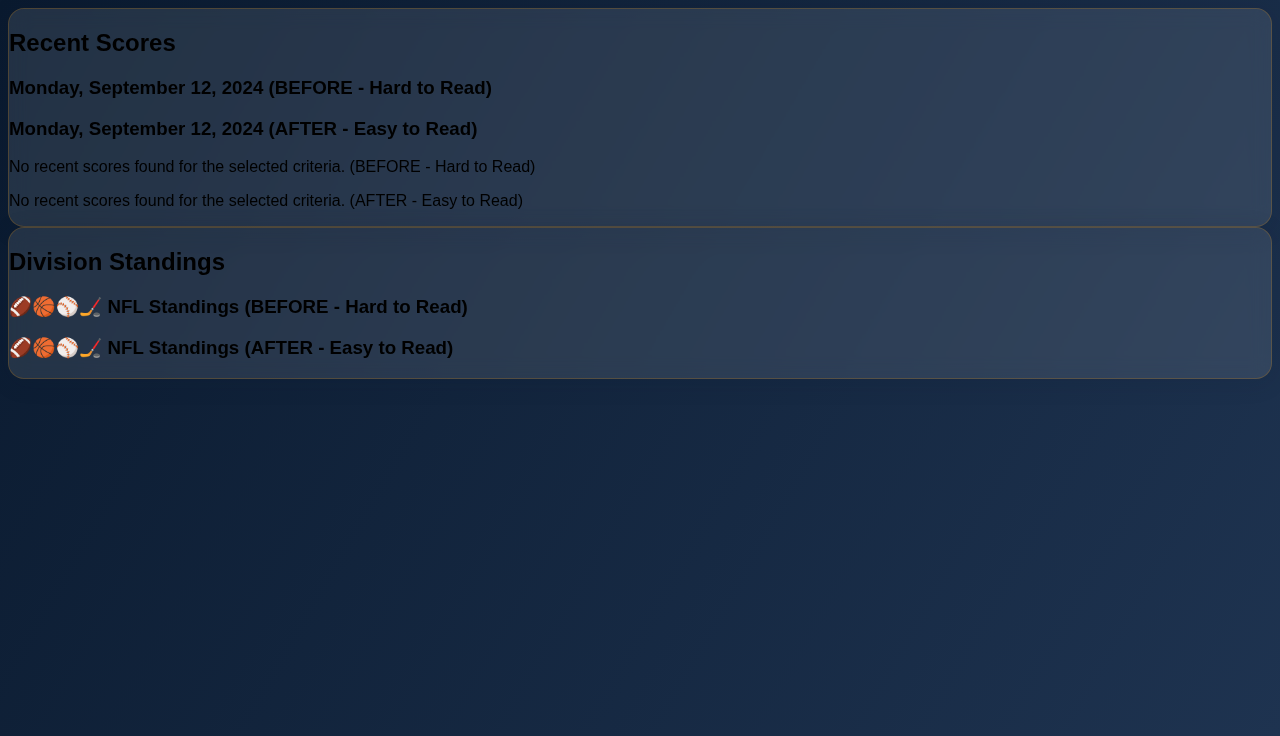 Recent Scores
Monday, September 12, 2024 (BEFORE - Hard to Read)
Monday, September 12, 2024 (AFTER - Easy to Read)
No recent scores found for the selected criteria. (BEFORE - Hard to Read)
No recent scores found for the selected criteria. (AFTER - Easy to Read)
Division Standings
🏈🏀⚾🏒 NFL Standings (BEFORE - Hard to Read)
🏈🏀⚾🏒 NFL Standings (AFTER - Easy to Read)